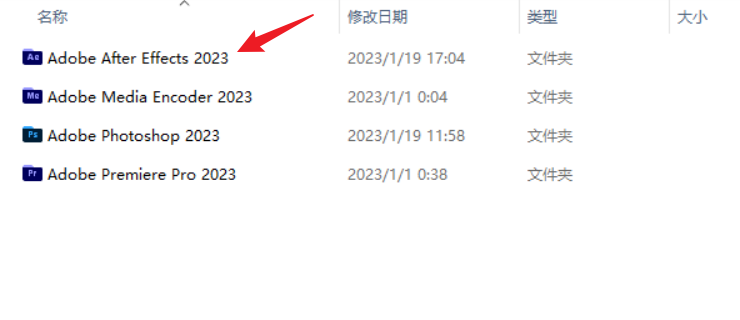 名称 修改日期 类型 大小
Ae Adobe After Effects 2023 2023/1/19 17:04 文件夹
Me Adobe Media Encoder 2023 2023/1/1 0:04 文件夹
Ps Adobe Photoshop 2023 2023/1/19 11:58 文件夹
Pr Adobe Premiere Pro 2023 2023/1/1 0:38 文件夹